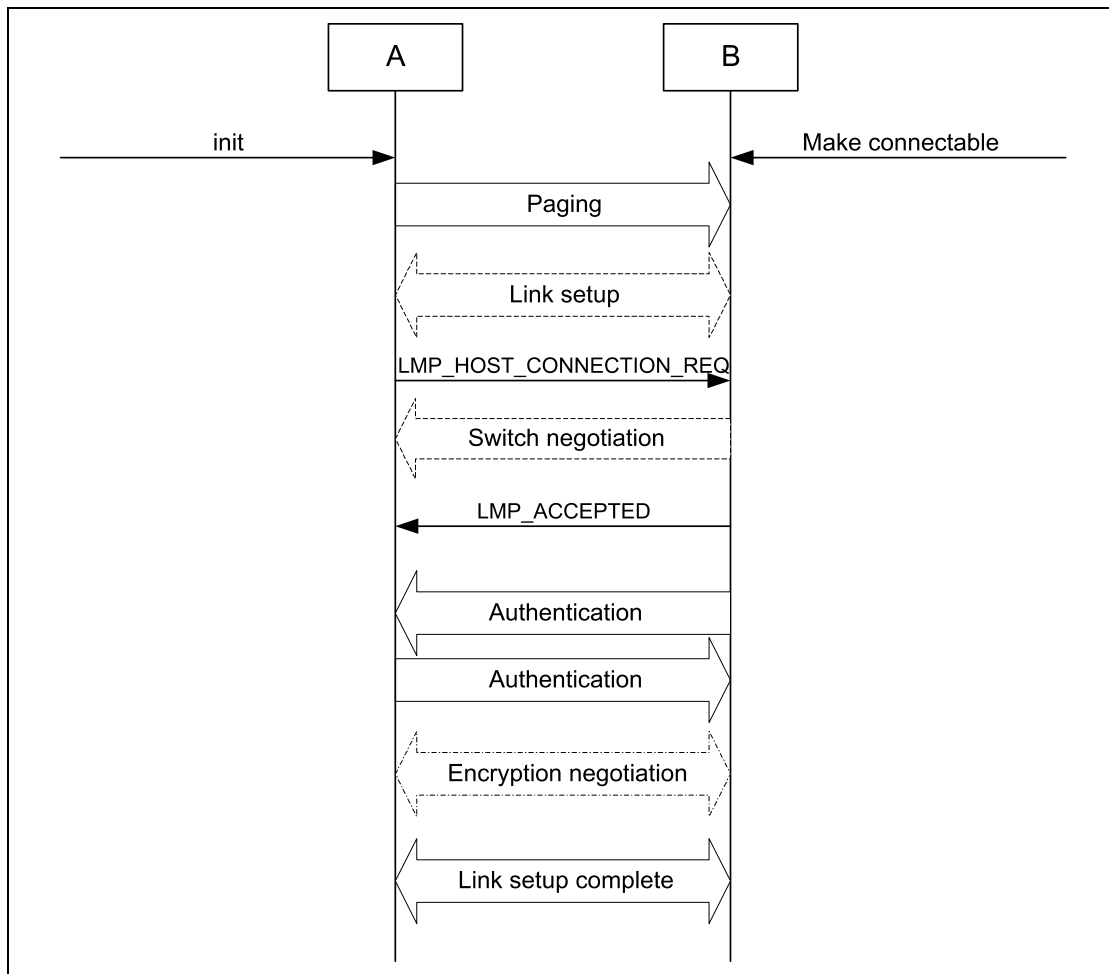 A
B
init
Make connectable
Paging
Link setup
LMP_HOST_CONNECTION_REQ
Switch negotiation
LMP_ACCEPTED
Authentication
Authentication
Encryption negotiation
Link setup complete